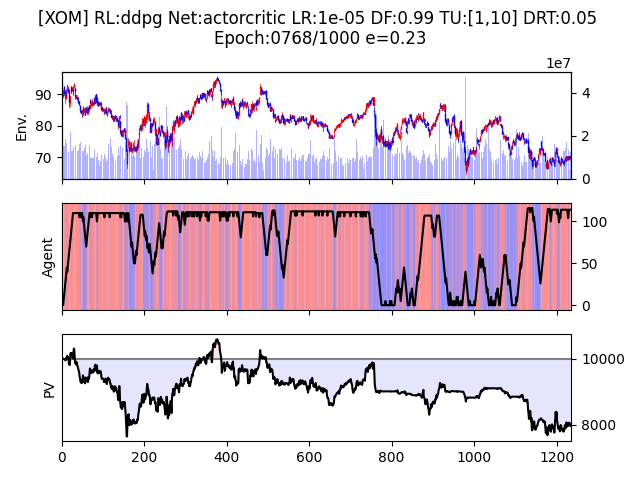 [XOM] RL:ddpg Net:actorcritic LR:1e-05 DF:0.99 TU:[1,10] DRT:0.05
Epoch:0768/1000 e=0.23
1e7
Env.
90
80
70
4
2
0
Agent
100
50
0
PV
10000
8000
0 200 400 600 800 1000 1200